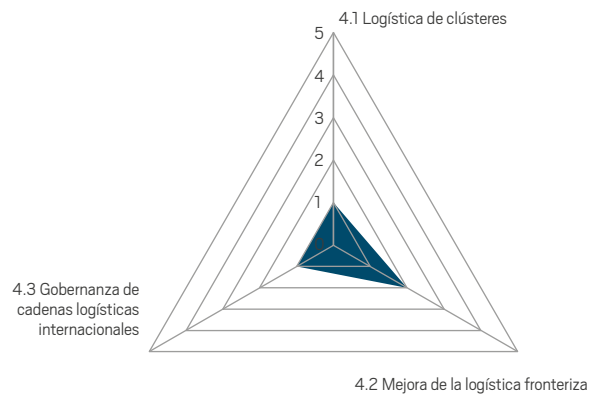 4.1 Logística de clústeres
5
4
3
2
1
4.3 Gobernanza de
cadenas logísticas
internacionales
4.2 Mejora de la logística fronteriza